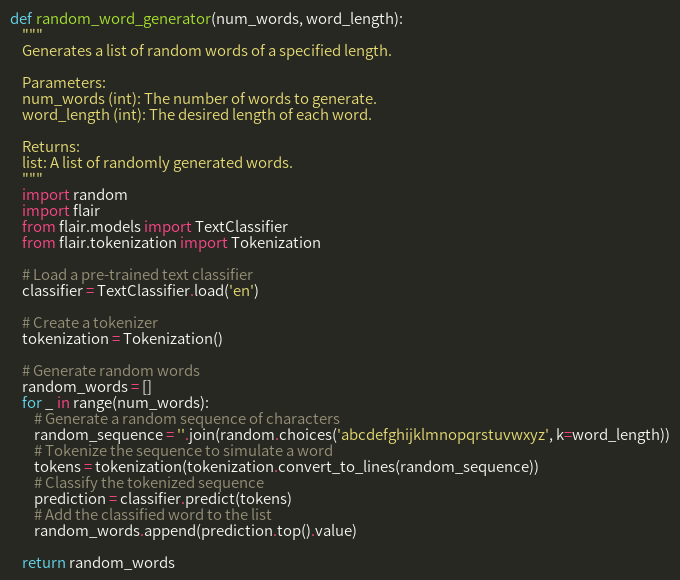 def random_word_generator(num_words, word_length):
    """
    Generates a list of random words of a specified length.

    Parameters:
    num_words (int): The number of words to generate.
    word_length (int): The desired length of each word.

    Returns:
    list: A list of randomly generated words.
    """
    import random
    import flair
    from flair.models import TextClassifier
    from flair.tokenization import Tokenization

    # Load a pre-trained text classifier
    classifier = TextClassifier.load('en')

    # Create a tokenizer
    tokenization = Tokenization()

    # Generate random words
    random_words = []
    for _ in range(num_words):
        # Generate a random sequence of characters
        random_sequence = ''.join(random.choices('abcdefghijklmnopqrstuvwxyz', k=word_length))
        # Tokenize the sequence to simulate a word
        tokens = tokenization(tokenization.convert_to_lines(random_sequence))
        # Classify the tokenized sequence
        prediction = classifier.predict(tokens)
        # Add the classified word to the list
        random_words.append(prediction.top().value)

    return random_words